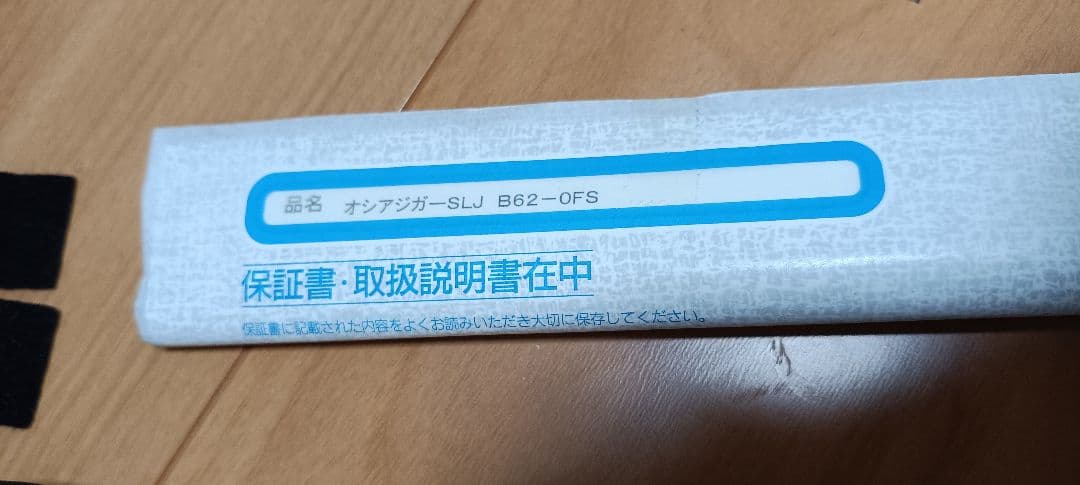 品名 オシアジガーSLJ B62-0FS
保証書・取扱説明書在中
保証書に記載された内容をよくお読みいただき大切に保存してください。